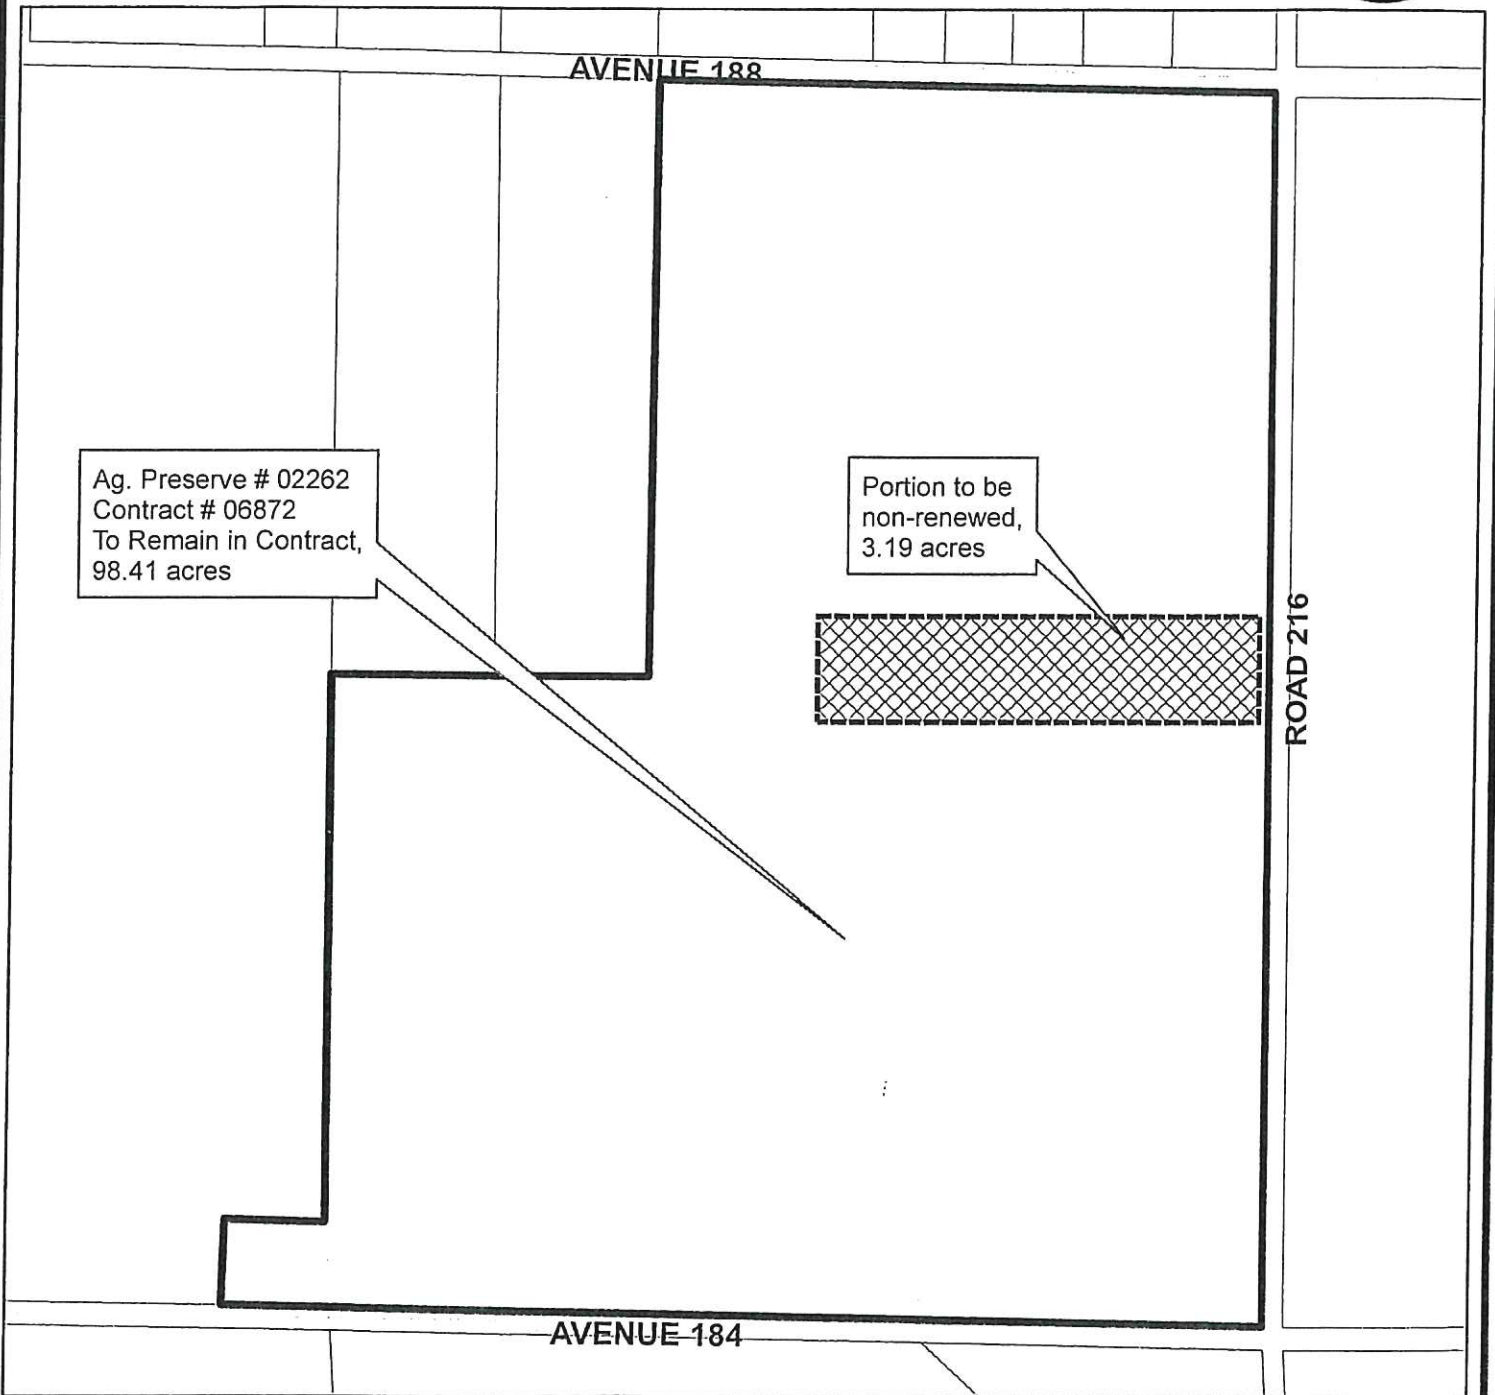 AVENUE 188
Ag. Preserve # 02262
Contract # 06872
To Remain in Contract,
98.41 acres
Portion to be
non-renewed,
3.19 acres
ROAD 216
AVENUE 184